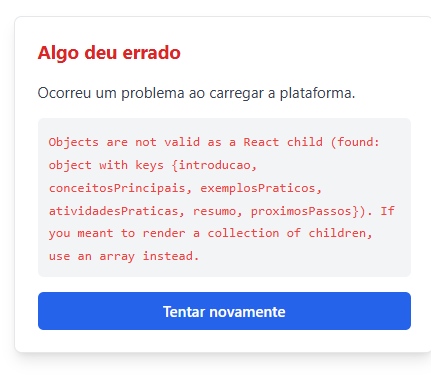 Algo deu errado
Ocorreu um problema ao carregar a plataforma.
Objects are not valid as a React child (found:
object with keys {introducao,
conceitosPrincipais, exemplosPraticos,
atividadesPraticas, resumo, proximosPassos}). If
you meant to render a collection of children,
use an array instead.
Tentar novamente